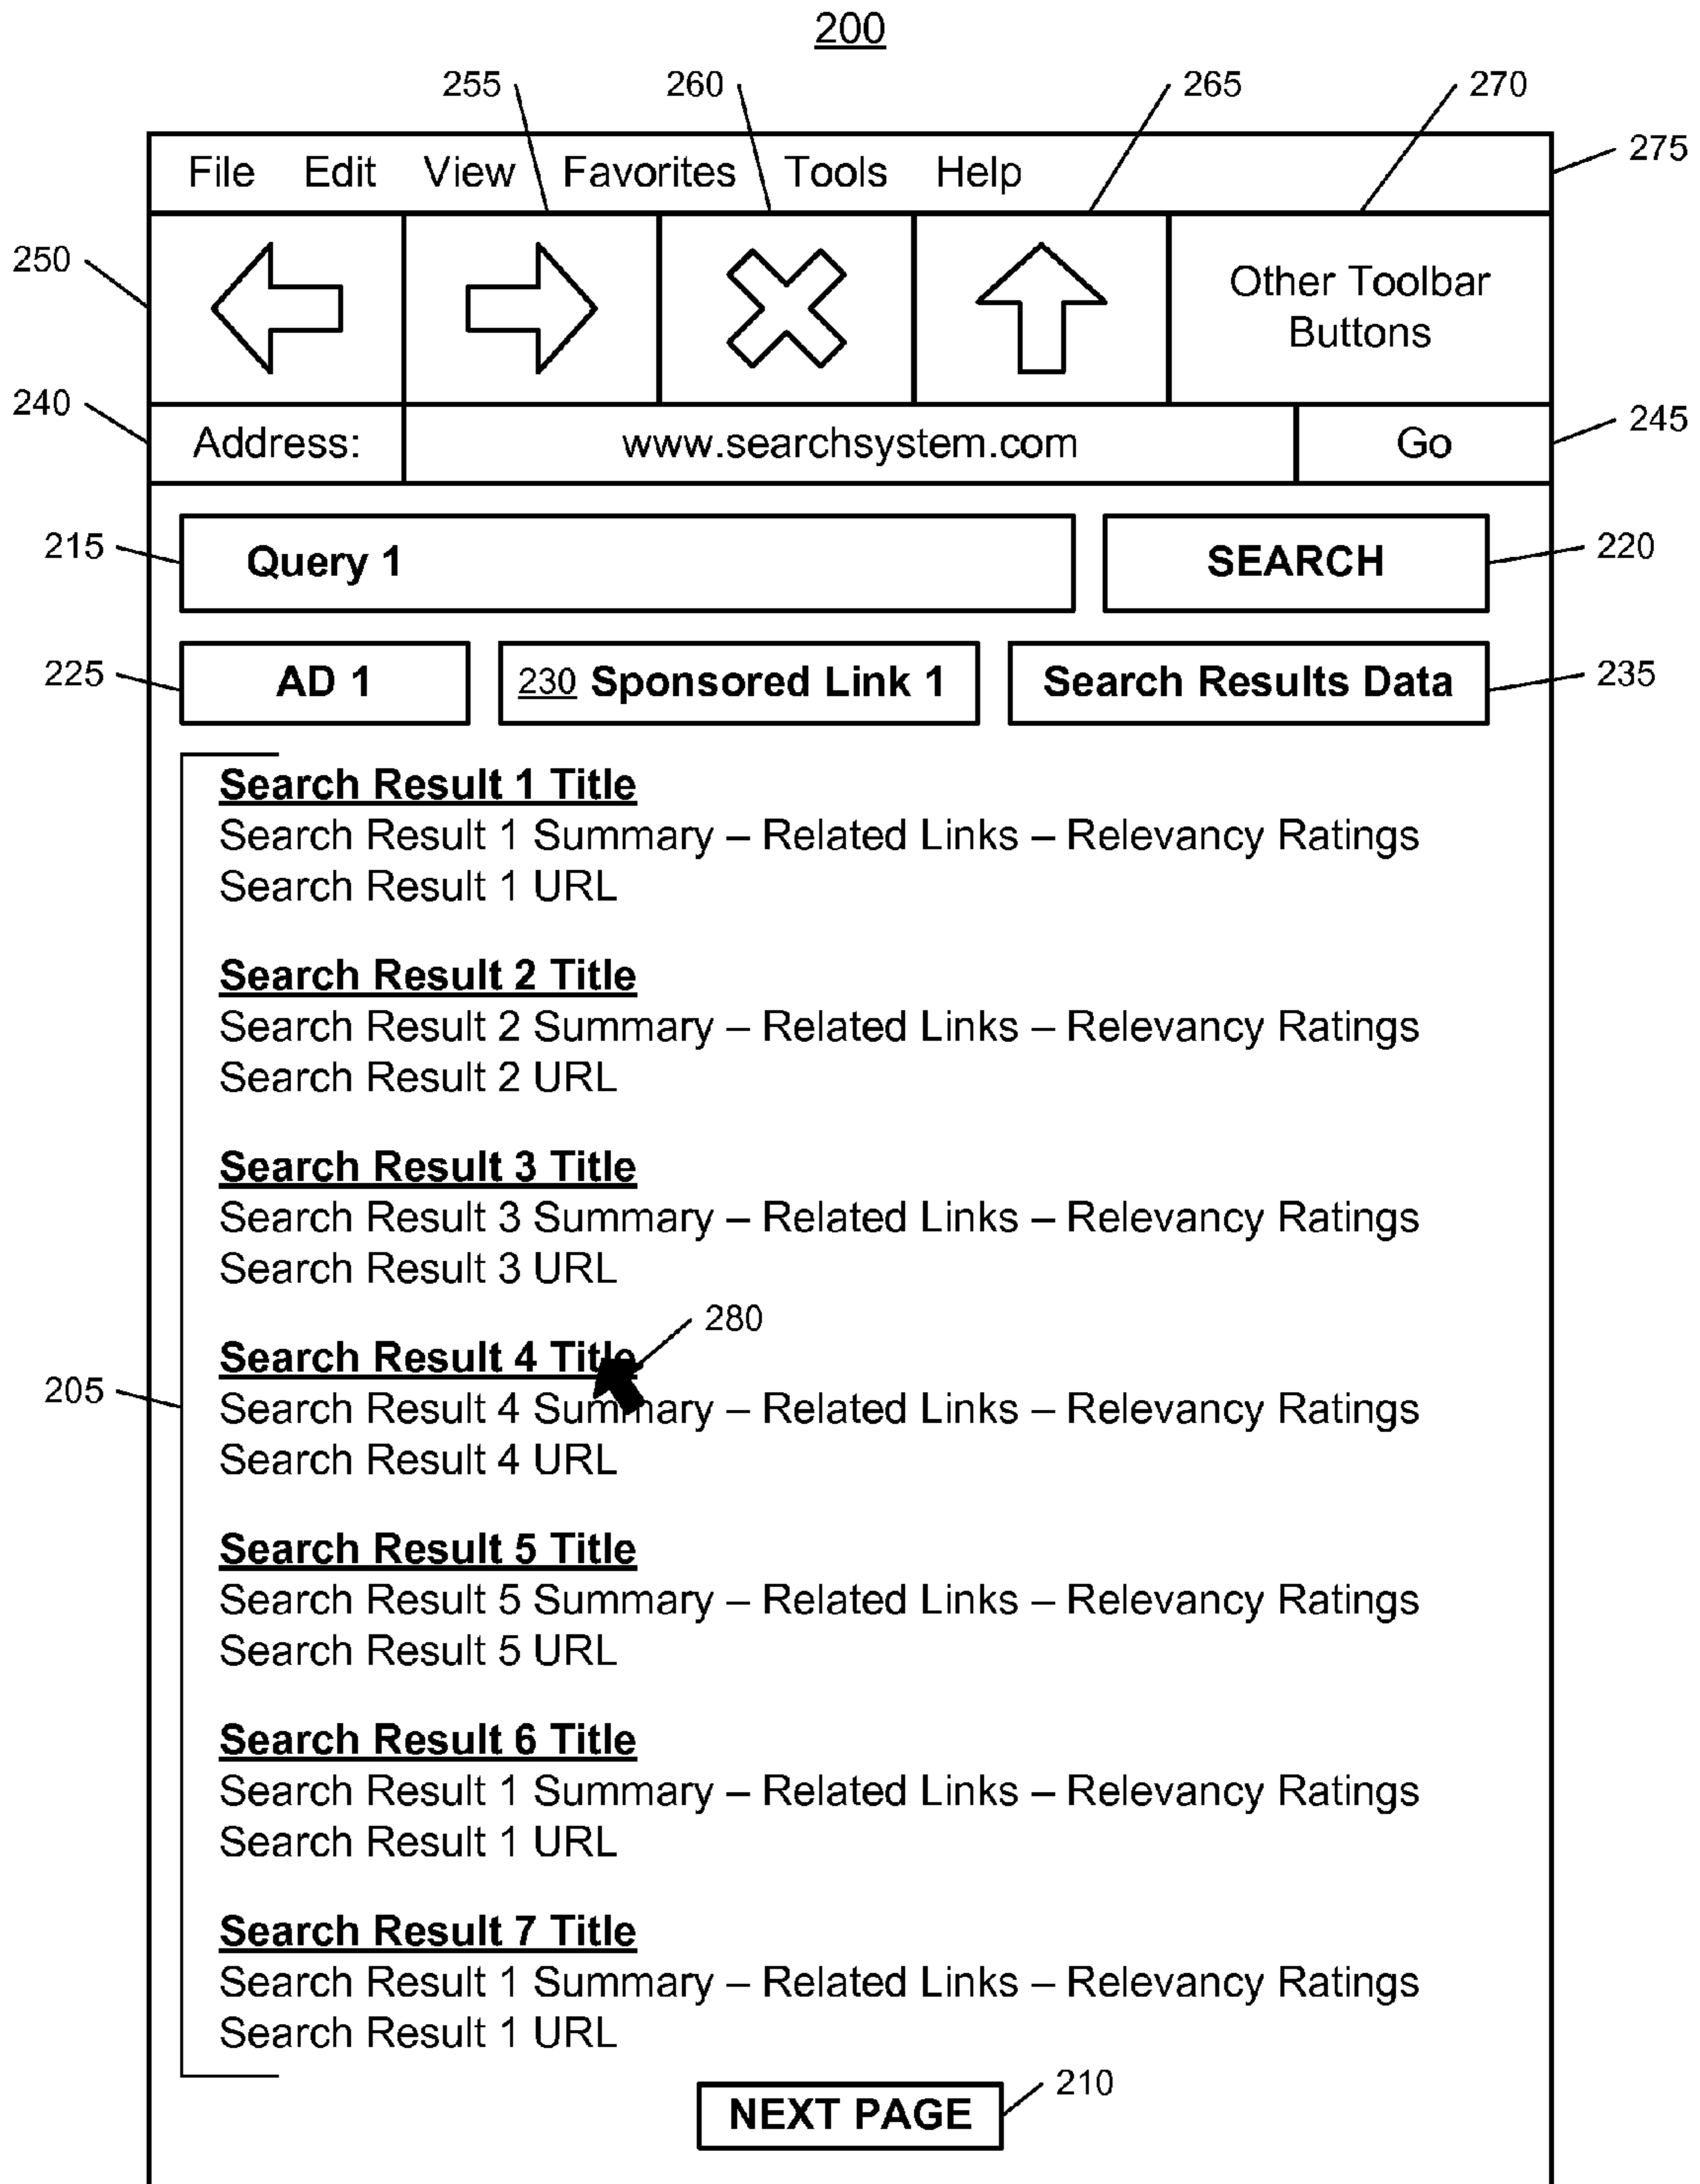 200
255 260 265 270
File Edit View Favorites Tools Help 275
250
Other Toolbar
Buttons
240 Address: www.searchsystem.com Go 245
215 Query 1 SEARCH 220
225 AD 1 230 Sponsored Link 1 Search Results Data 235
Search Result 1 Title
Search Result 1 Summary – Related Links – Relevancy Ratings
Search Result 1 URL
Search Result 2 Title
Search Result 2 Summary – Related Links – Relevancy Ratings
Search Result 2 URL
Search Result 3 Title
Search Result 3 Summary – Related Links – Relevancy Ratings
Search Result 3 URL
280
Search Result 4 Title
205
Search Result 4 Summary – Related Links – Relevancy Ratings
Search Result 4 URL
Search Result 5 Title
Search Result 5 Summary – Related Links – Relevancy Ratings
Search Result 5 URL
Search Result 6 Title
Search Result 1 Summary – Related Links – Relevancy Ratings
Search Result 1 URL
Search Result 7 Title
Search Result 1 Summary – Related Links – Relevancy Ratings
Search Result 1 URL
NEXT PAGE 210